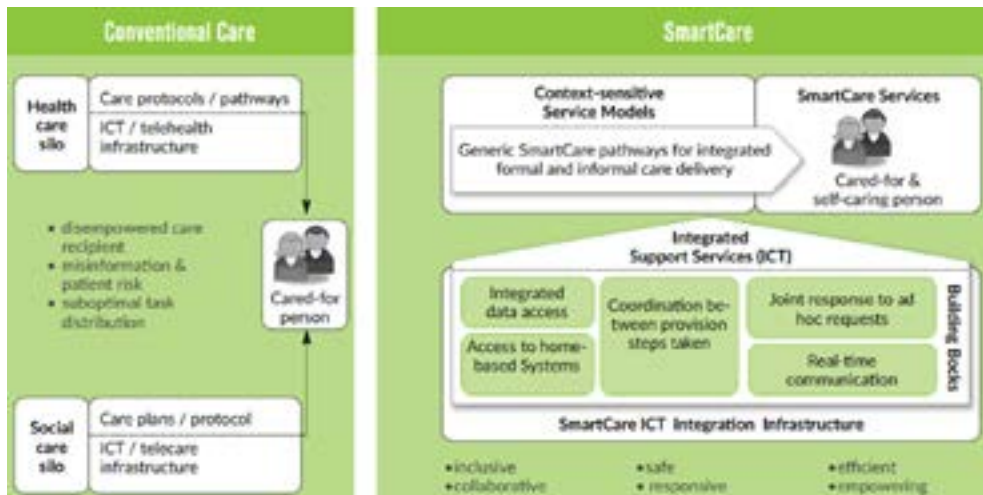 Conventional Care
Health
care
silo
Care protocols / pathways
ICT / telehealth
infrastructure
• disempowered care
recipient
• misinformation &
patient risk
• suboptimal task
distribution
Cared-for
person
Social
care
silo
Care plans / protocol
ICT / telecare
infrastructure
SmartCare
Context-sensitive
Service Models
Generic SmartCare pathways for integrated
formal and informal care delivery
SmartCare Services
Cared-for &
self-caring person
Integrated
Support Services (ICT)
Integrated
data access
Access to home-
based Systems
Coordination be-
tween provision
steps taken
Joint response to ad
hoc requests
Real-time
communication
Building Bocks
SmartCare ICT Integration Infrastructure
•inclusive
•collaborative
•safe
• responsive
•efficient
•empowering